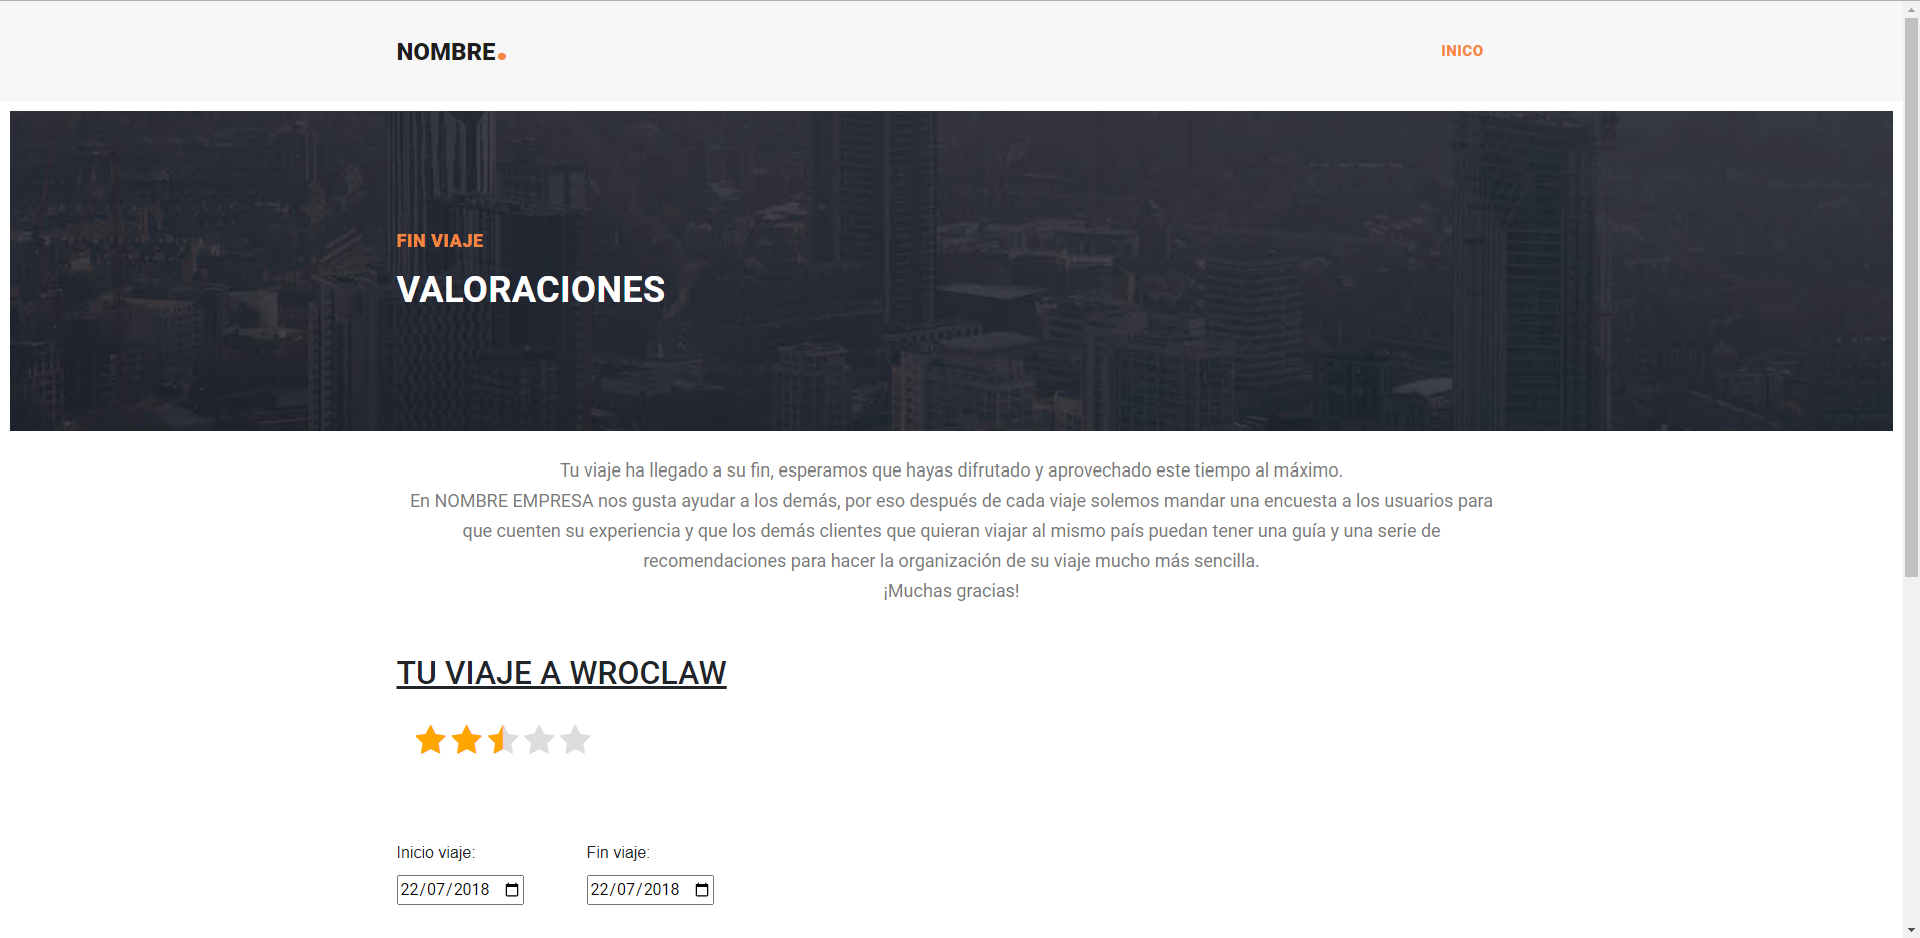 NOMBRE.
INICO
FIN VIAJE
VALORACIONES
Tu viaje ha llegado a su fin, esperamos que hayas difrutado y aprovechado este tiempo al máximo.
En NOMBRE EMPRESA nos gusta ayudar a los demás, por eso después de cada viaje solemos mandar una encuesta a los usuarios para
que cuenten su experiencia y que los demás clientes que quieran viajar al mismo país puedan tener una guía y una serie de
recomendaciones para hacer la organización de su viaje mucho más sencilla.
¡Muchas gracias!
TU VIAJE A WROCLAW
Inicio viaje:
Fin viaje:
22/07/2018
22/07/2018